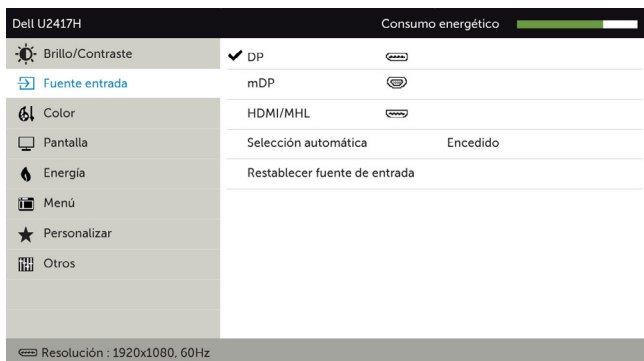 Dell U2417H
Consumo energético
Brillo/Contraste
Fuente entrada
Color
Pantalla
Energía
Menú
Personalizar
Otros
DP
mDP
HDMI/MHL
Selección automática Encedido
Restablecer fuente de entrada
Resolución : 1920x1080, 60Hz